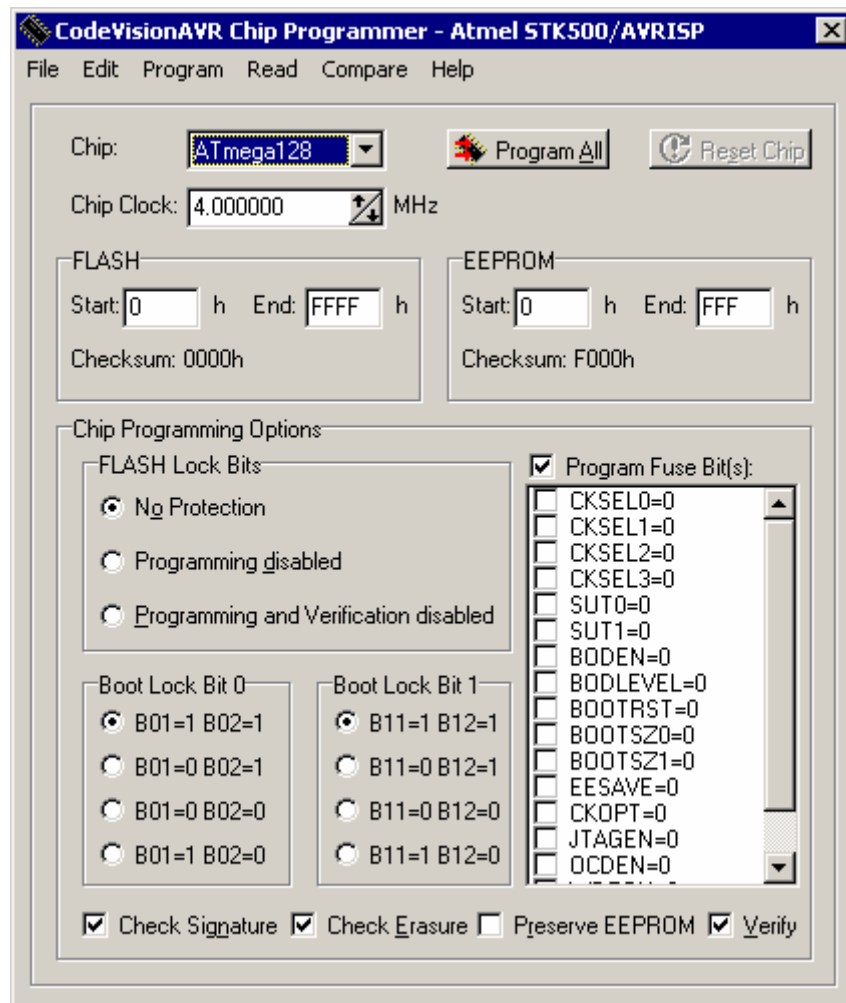 CodeVisionAVR Chip Programmer - Atmel STK500/AVRISP
File Edit Program Read Compare Help
Chip: ATmega128 Program All Reset Chip
Chip Clock: 4.000000 MHz
FLASH
Start: 0 h End: FFFF h
Checksum: 0000h
EEPROM
Start: 0 h End: FFF h
Checksum: F000h
Chip Programming Options
FLASH Lock Bits
No Protection
Programming disabled
Programming and Verification disabled
Boot Lock Bit 0
B01=1 B02=1
B01=0 B02=1
B01=0 B02=0
B01=1 B02=0
Boot Lock Bit 1
B11=1 B12=1
B11=0 B12=1
B11=0 B12=0
B11=1 B12=0
Program Fuse Bit(s):
CKSEL0=0
CKSEL1=0
CKSEL2=0
CKSEL3=0
SUT0=0
SUT1=0
BODEN=0
BODLEVEL=0
BOOTRST=0
BOOTSZ0=0
BOOTSZ1=0
EESAVE=0
CKOPT=0
JTAGEN=0
OCDEN=0
Check Signature Check Erasure Preserve EEPROM Verify